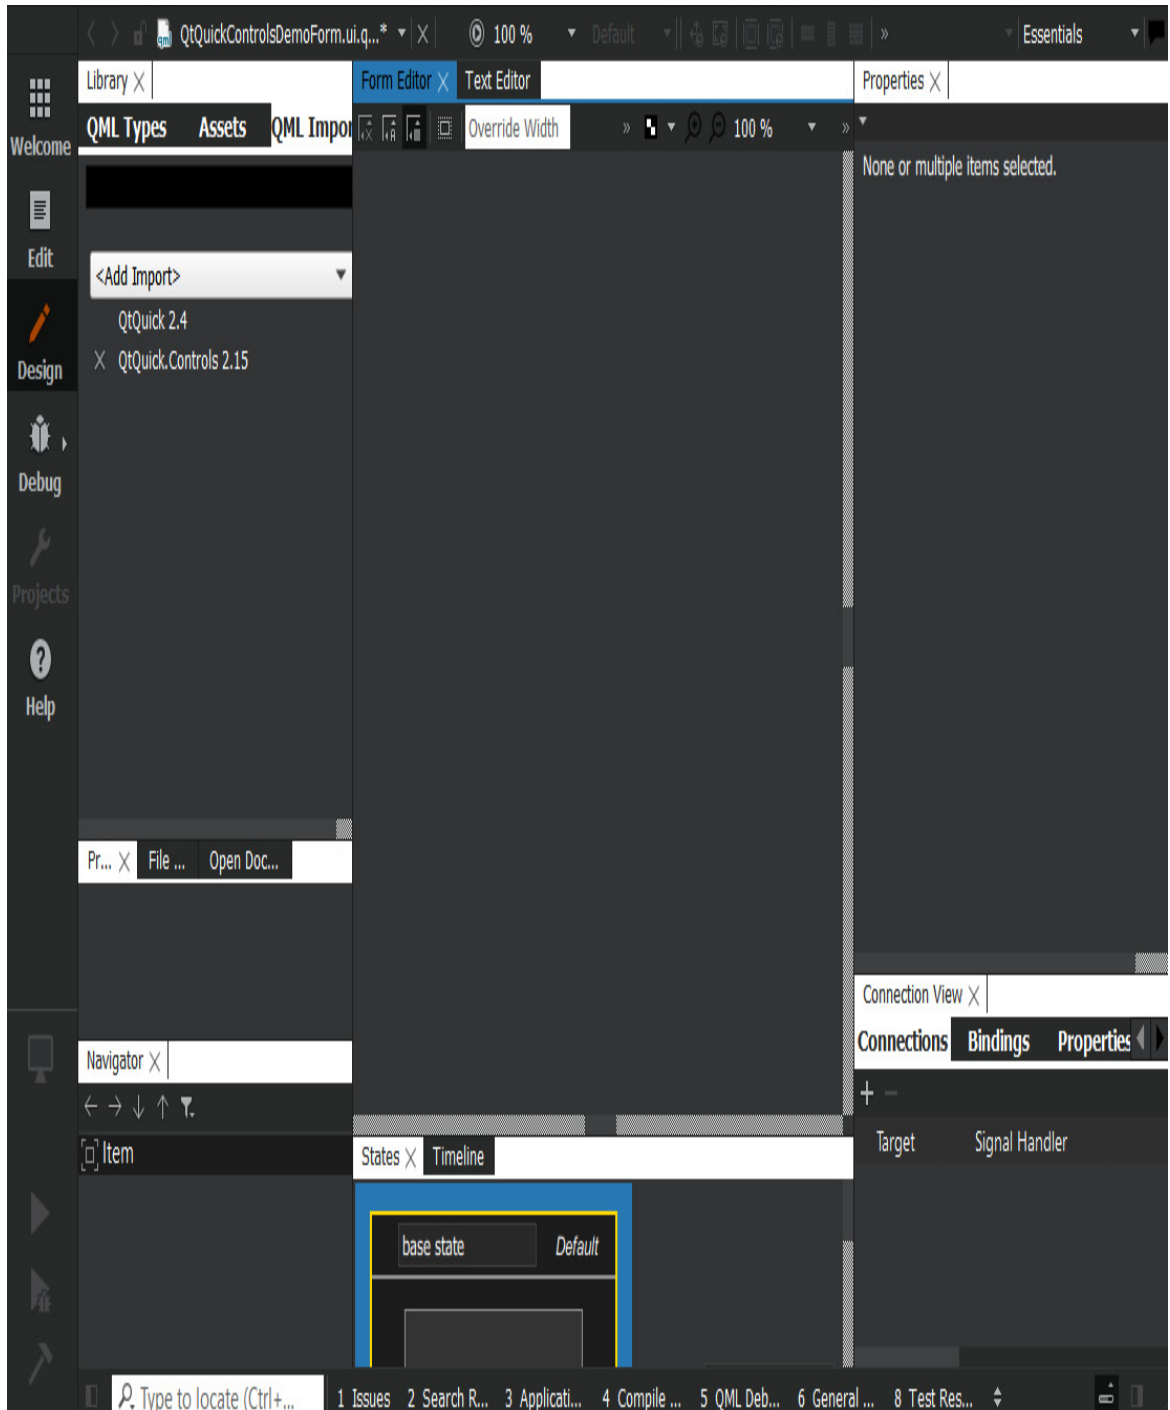 QtQuickControlsDemoForm.ui.q...* 100 % Default Essentials
Library Form Editor Text Editor Properties
QML Types Assets QML Impor Override Width 100 %
Welcome
None or multiple items selected.
Edit
<Add Import>
QtQuick 2.4
QtQuick.Controls 2.15
Design
Debug
Projects
Help
Pr... File ... Open Doc...
Connection View
Connections Bindings Properties
Navigator
Target Signal Handler
Item
States Timeline
base state Default
Type to locate (Ctrl+... 1 Issues 2 Search R... 3 Applicati... 4 Compile ... 5 QML Deb... 6 General ... 8 Test Res...